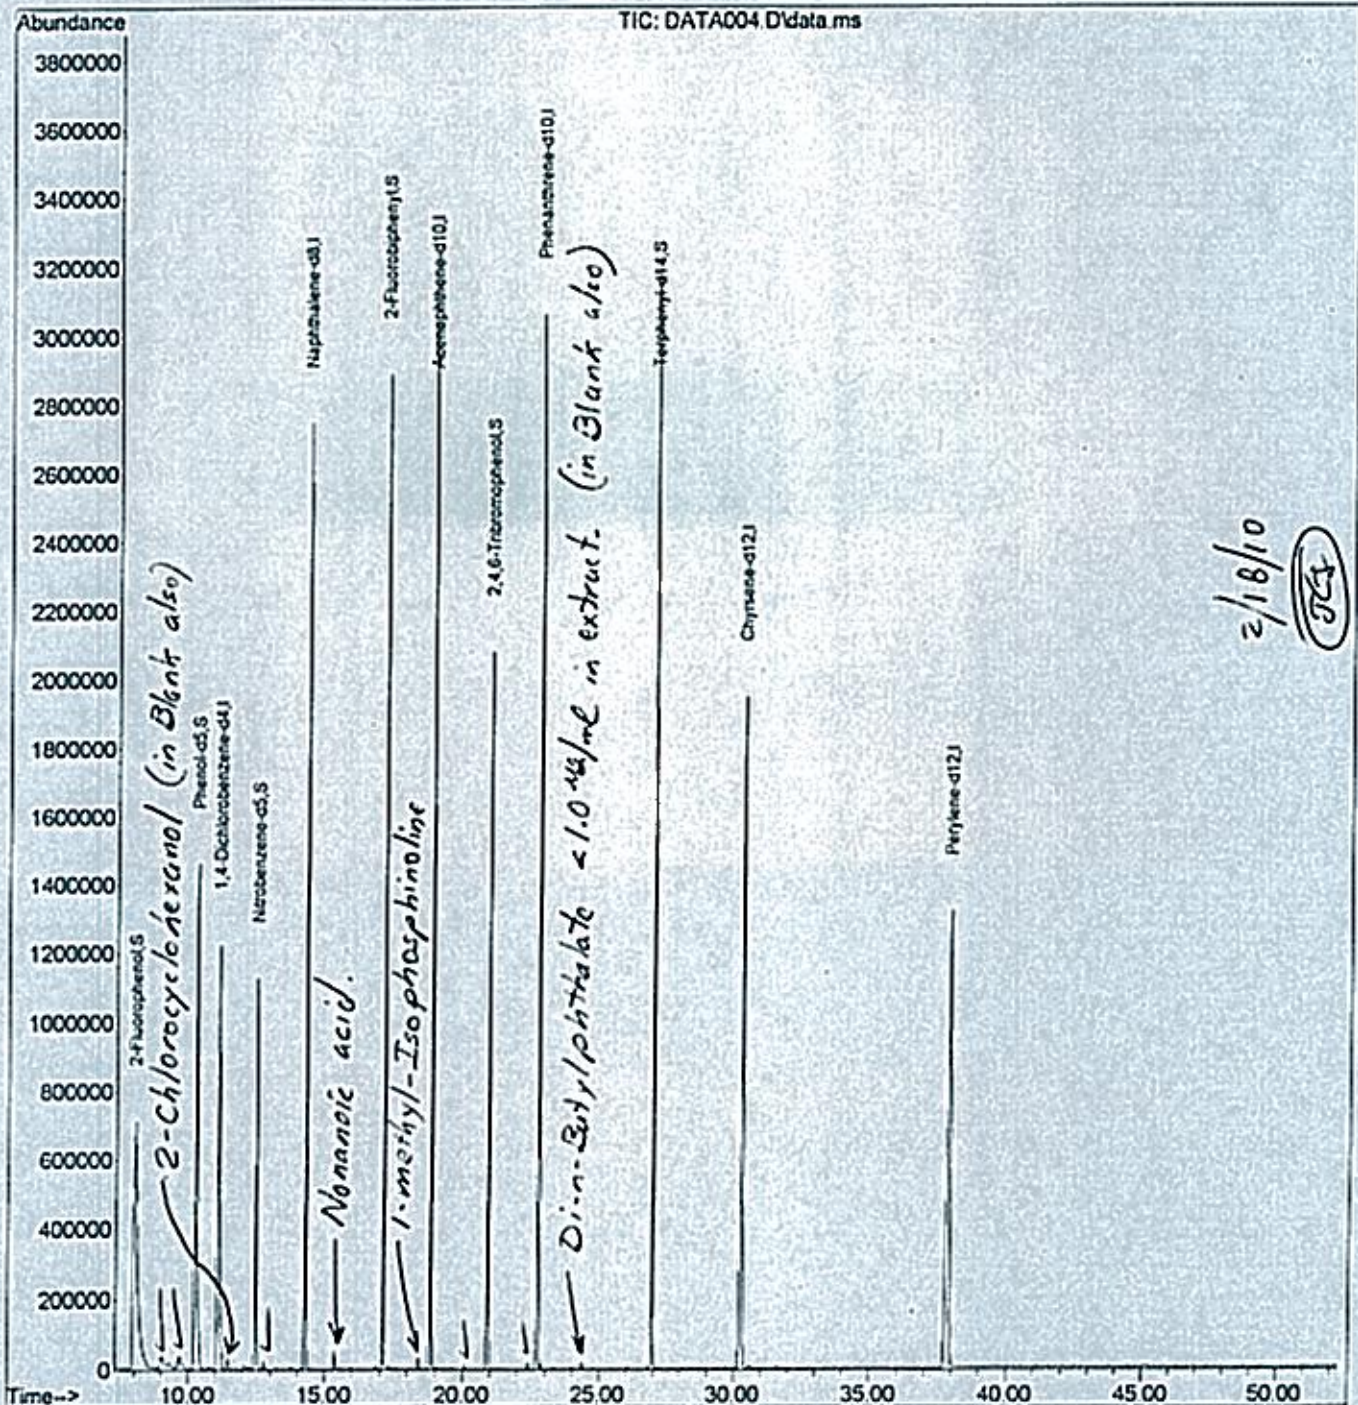 Abundance
TIC: DATA004.D\data.ms
3800000
3600000
3400000
3200000
3000000
2800000
2600000
2400000
2200000
2000000
1800000
1600000
1400000
1200000
1000000
800000
600000
400000
200000
0
2-Fluorophenol,S
2-Chlorocyclohexanol (in Blank also)
Phenol-d5,S
1,4-Dichlorobenzene-d4,I
Nitrobenzene-d5,S
Naphthalene-d8,I
Nonanoic acid.
2-Fluorobiphenyl,S
1-methyl-Isophosphinoline
Acenaphthene-d10,I
2,4,6-Tribromophenol,S
Phenanthrene-d10,I
Di-n-Butylphthalate <1.0 ug/ml in extract. (in Blank also)
Terphenyl-d14,S
Chrysene-d12,I
Perylene-d12,I
2/18/10
Time-->
10.00 15.00 20.00 25.00 30.00 35.00 40.00 45.00 50.00